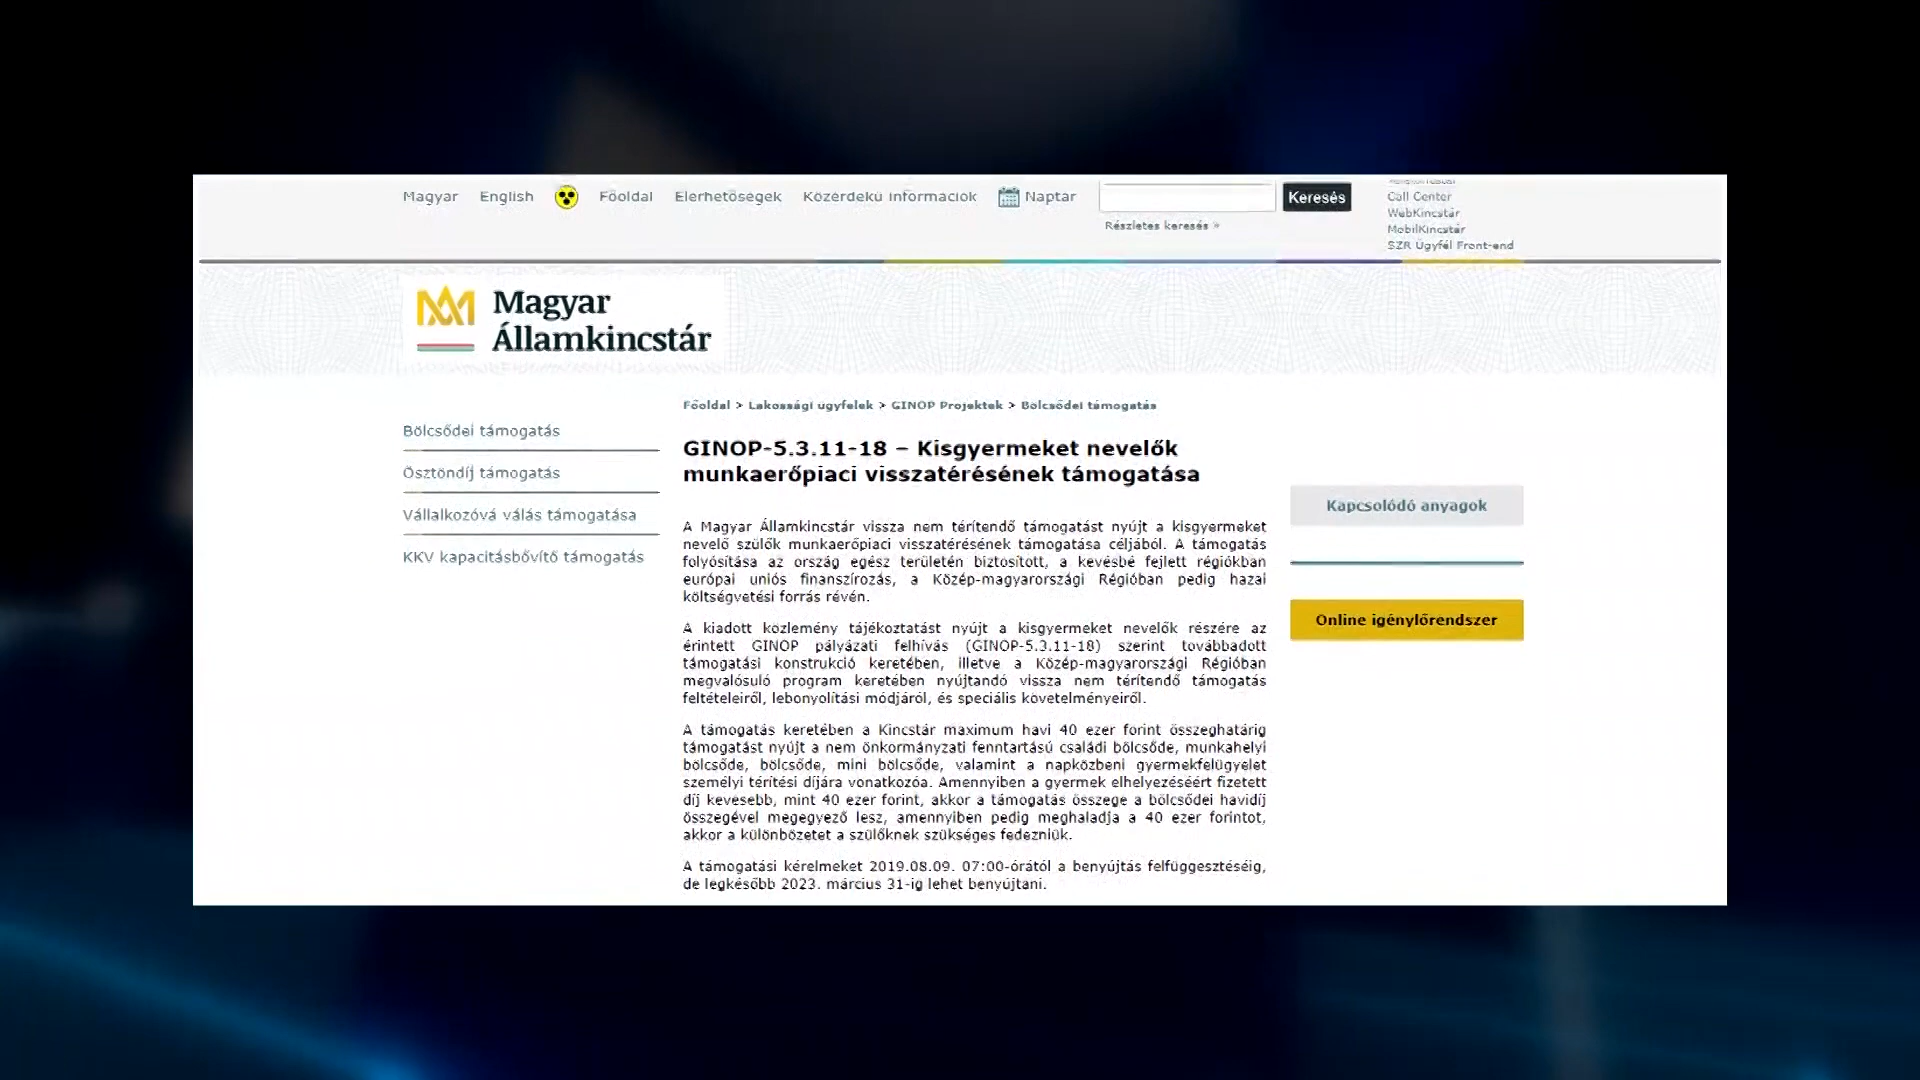 Magyar English Főoldal Elérhetőségek Közérdekű információk Naptár Keresés
Call Center
WebKincstár
Részletes keresés »
MobilKincstár
SZR Ügyfél Front-end
Magyar
Államkincstár
Főoldal > Lakossági ügyfelek > GINOP Projektek > Bölcsődei támogatás
Bölcsődei támogatás
Ösztöndíj támogatás
Vállalkozóvá válás támogatása
KKV kapacitásbővítő támogatás
GINOP-5.3.11-18 – Kisgyermeket nevelők
munkaerőpiaci visszatérésének támogatása
A Magyar Államkincstár vissza nem térítendő támogatást nyújt a kisgyermeket
nevelő szülők munkaerőpiaci visszatérésének támogatása céljából. A támogatás
folyósítása az ország egész területén biztosított, a kevésbé fejlett régiókban
európai uniós finanszírozás, a Közép-magyarországi Régióban pedig hazai
költségvetési forrás révén.
A kiadott közlemény tájékoztatást nyújt a kisgyermeket nevelők részére az
érintett GINOP pályázati felhívás (GINOP-5.3.11-18) szerint továbbadott
támogatási konstrukció keretében, illetve a Közép-magyarországi Régióban
megvalósuló program keretében nyújtandó vissza nem térítendő támogatás
feltételeiről, lebonyolítási módjáról, és speciális követelményeiről.
A támogatás keretében a Kincstár maximum havi 40 ezer forint összeghatárig
támogatást nyújt a nem önkormányzati fenntartású családi bölcsőde, munkahelyi
bölcsőde, bölcsőde, mini bölcsőde, valamint a napközbeni gyermekfelügyelet
személyi térítési díjára vonatkozóa. Amennyiben a gyermek elhelyezéséért fizetett
díj kevesebb, mint 40 ezer forint, akkor a támogatás összege a bölcsődei havidíj
összegével megegyező lesz, amennyiben pedig meghaladja a 40 ezer forintot,
akkor a különbözetet a szülőknek szükséges fedezniük.
A támogatási kérelmeket 2019.08.09. 07:00-órától a benyújtás felfüggesztéséig,
de legkésőbb 2023. március 31-ig lehet benyújtani.
Kapcsolódó anyagok
Online igénylőrendszer